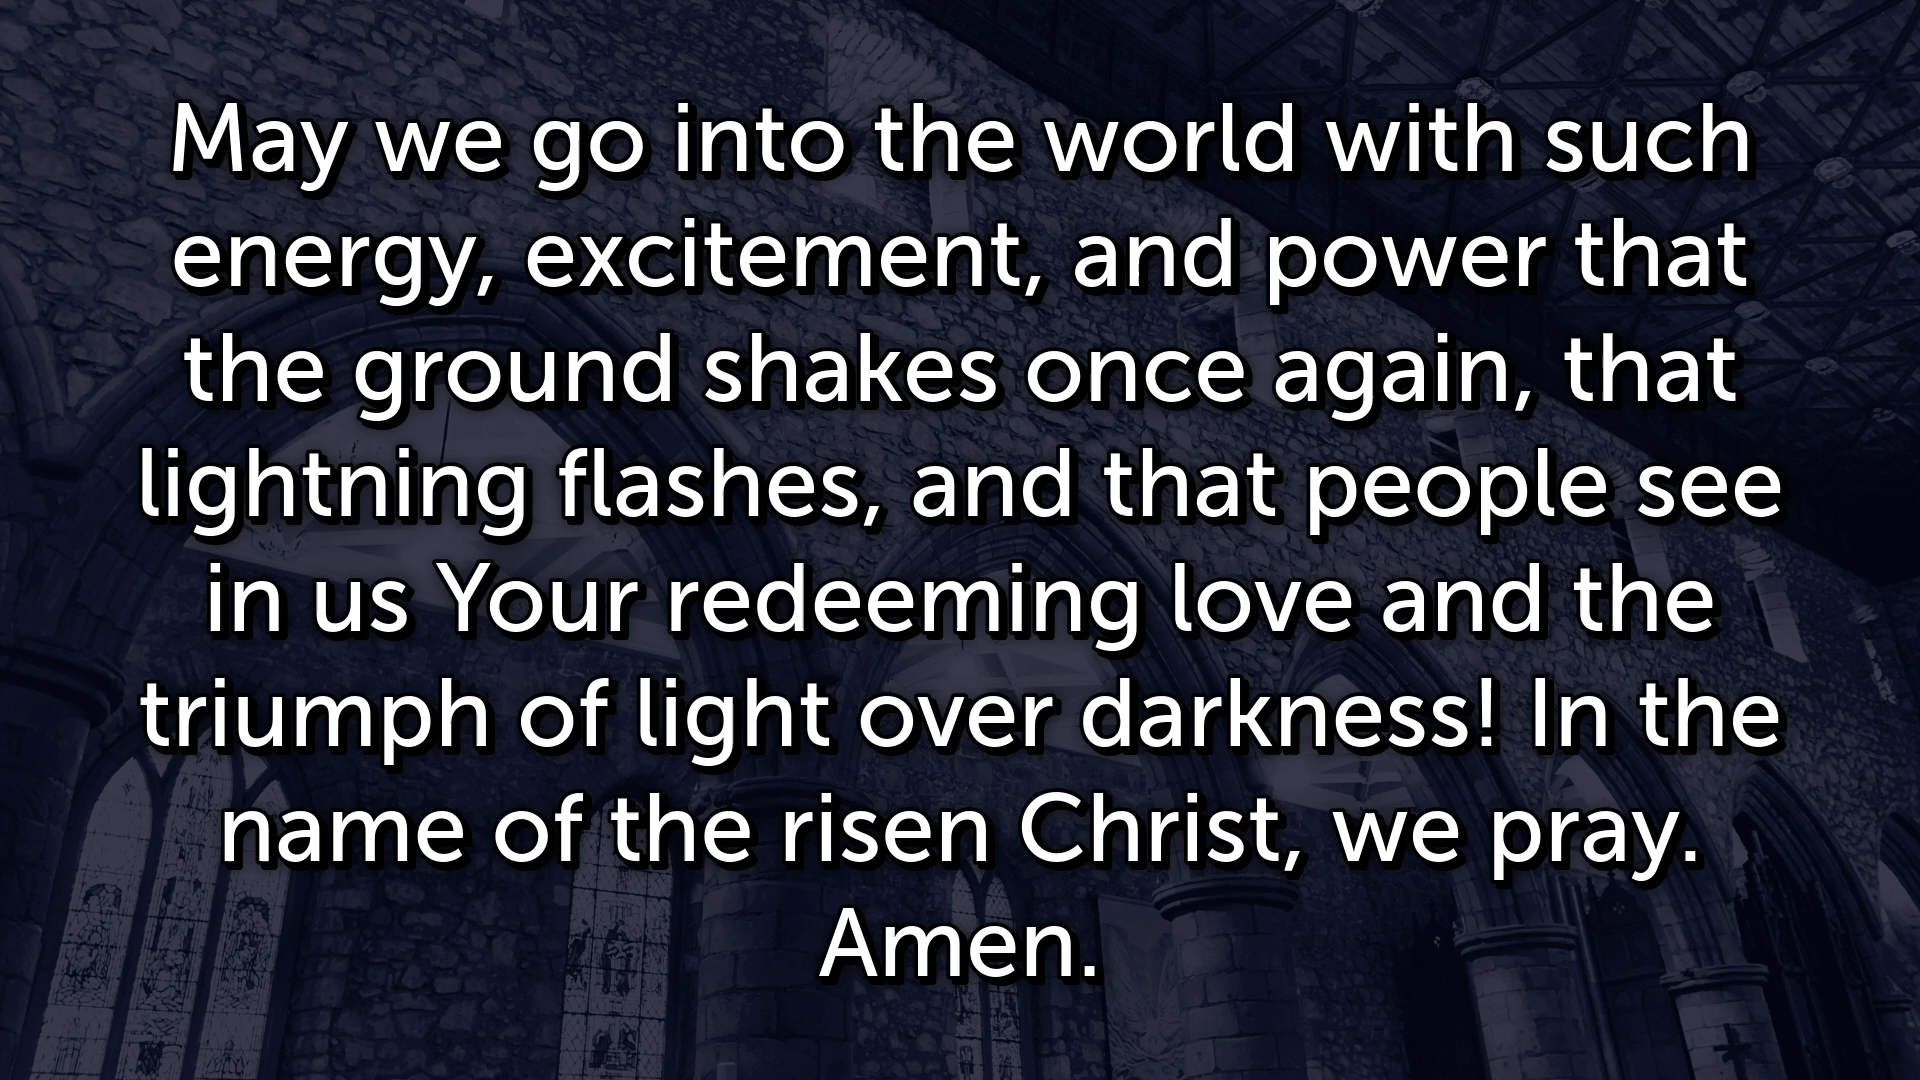 May we go into the world with such
energy, excitement, and power that
the ground shakes once again, that
lightning flashes, and that people see
in us Your redeeming love and the
triumph of light over darkness! In the
name of the risen Christ, we pray.
Amen.